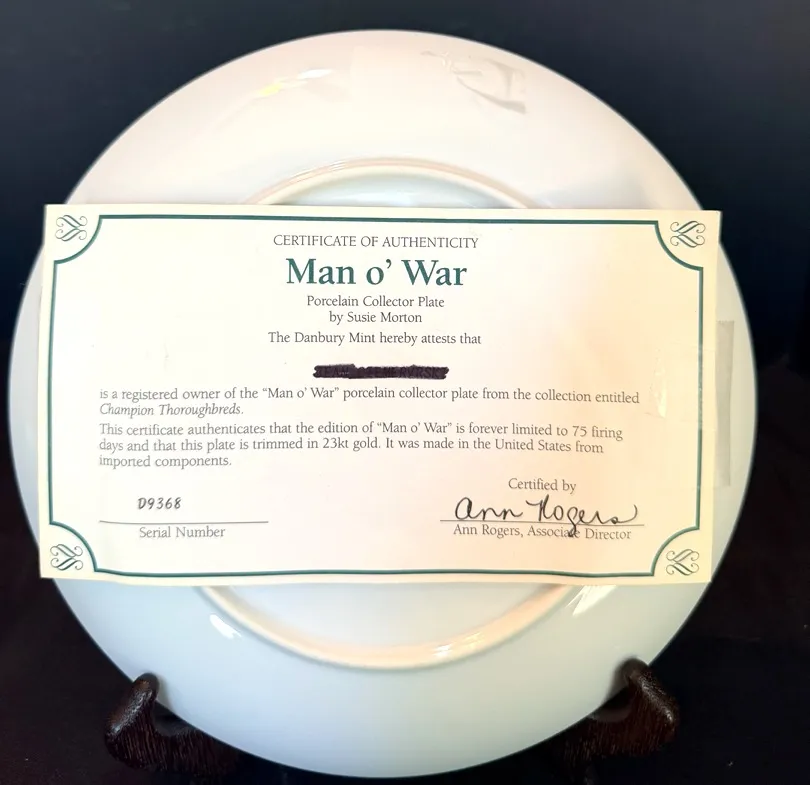 CERTIFICATE OF AUTHENTICITY
Man o' War
Porcelain Collector Plate
by Susie Morton
The Danbury Mint hereby attests that
is a registered owner of the “Man o' War” porcelain collector plate from the collection entitled
Champion Thoroughbreds.
This certificate authenticates that the edition of “Man o' War” is forever limited to 75 firing
days and that this plate is trimmed in 23kt gold. It was made in the United States from
imported components.
Certified by
D9368
Ann Rogers
Serial Number
Ann Rogers, Associate Director